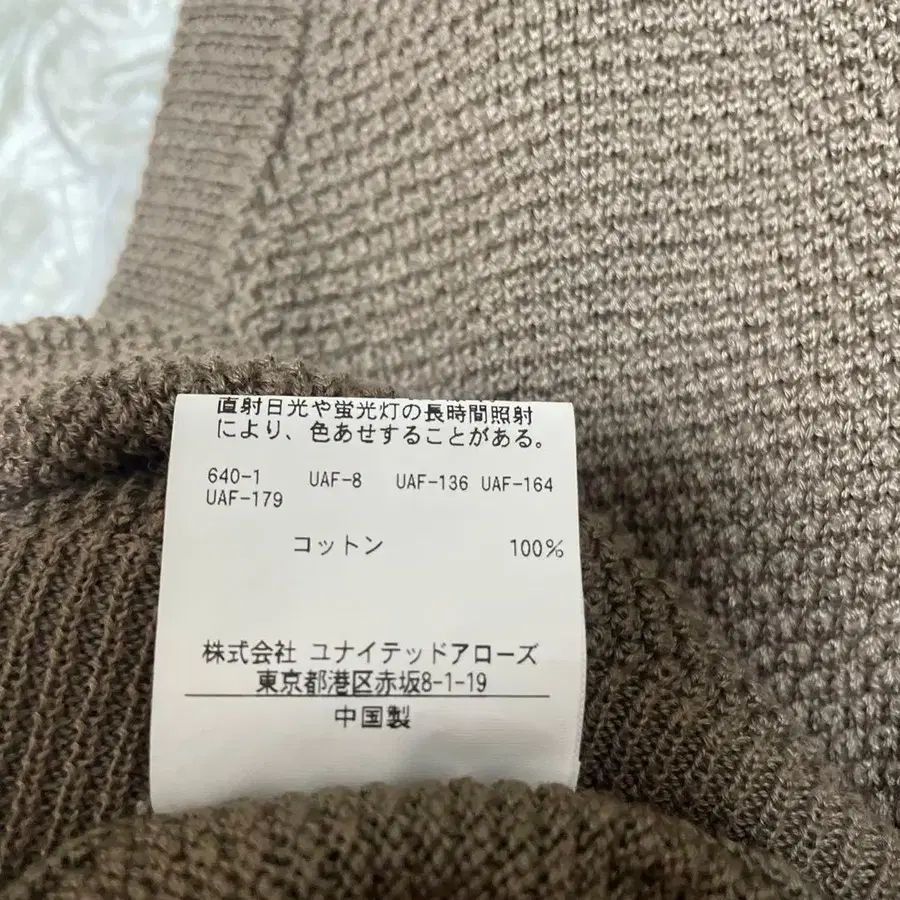 直射日光や蛍光灯の長時間照射
により、色あせすることがある。
640-1 UAF-8 UAF-136 UAF-164
UAF-179
コットン 100%
株式会社 ユナイテッドアローズ
東京都港区赤坂8-1-19
中国製